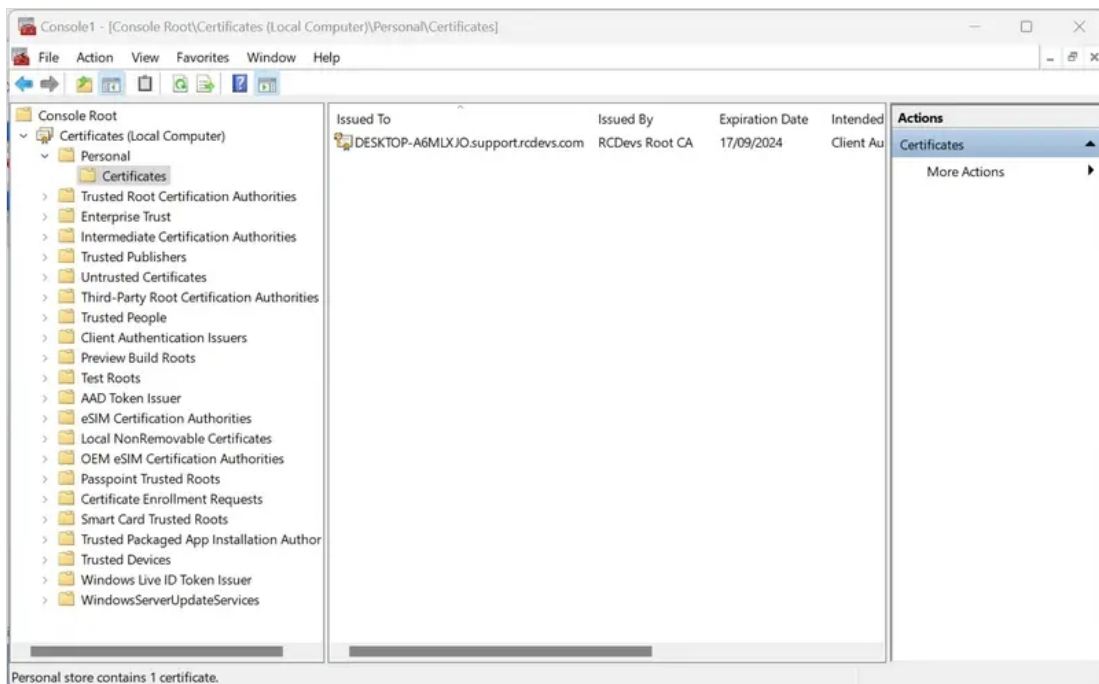 Console1 - [Console Root\Certificates (Local Computer)\Personal\Certificates]
File Action View Favorites Window Help
Console Root
Certificates (Local Computer)
Personal
Certificates
Trusted Root Certification Authorities
Enterprise Trust
Intermediate Certification Authorities
Trusted Publishers
Untrusted Certificates
Third-Party Root Certification Authorities
Trusted People
Client Authentication Issuers
Preview Build Roots
Test Roots
AAD Token Issuer
eSIM Certification Authorities
Local NonRemovable Certificates
OEM eSIM Certification Authorities
Passpoint Trusted Roots
Certificate Enrollment Requests
Smart Card Trusted Roots
Trusted Packaged App Installation Author
Trusted Devices
Windows Live ID Token Issuer
WindowsServerUpdateServices
Issued To Issued By Expiration Date Intended
DESKTOP-A6MLXJO.support.rcdevs.com RCDevs Root CA 17/09/2024 Client Au
Actions
Certificates
More Actions
Personal store contains 1 certificate.